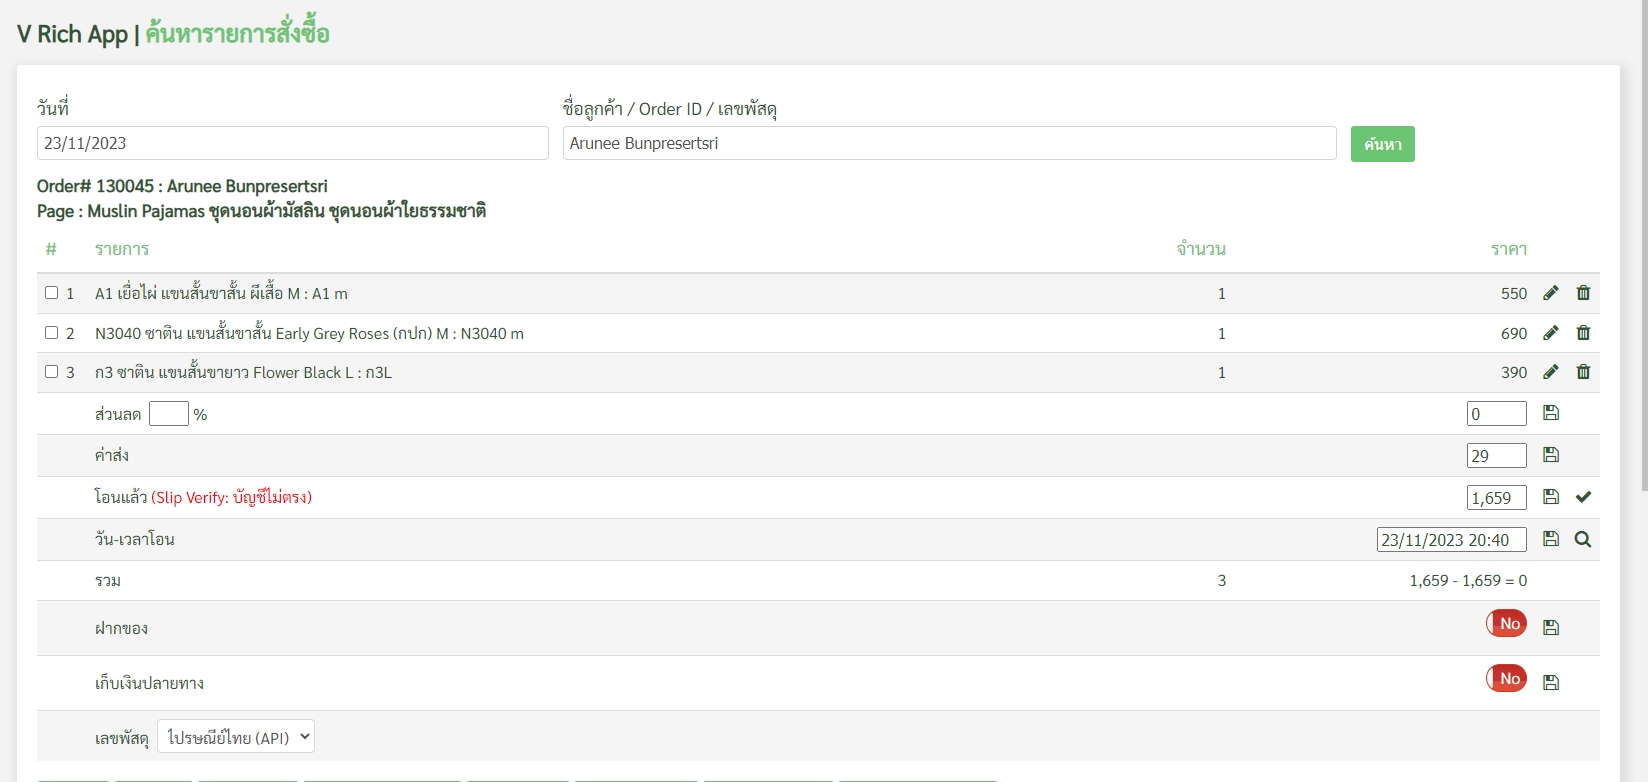 V Rich App | ค้นหารายการสั่งซื้อ
วันที่ ชื่อลูกค้า / Order ID / เลขพัสดุ
23/11/2023 Arunee Bunpresertsri ค้นหา
Order# 130045 : Arunee Bunpresertsri
Page : Muslin Pajamas ชุดนอนผ้ามัสลิน ชุดนอนผ้าใยธรรมชาติ
# รายการ จำนวน ราคา
1 A1 เยื่อไผ่ แขนสั้นขาสั้น ผีเสื้อ M : A1 m 1 550
2 N3040 ซาติน แขนสั้นขาสั้น Early Grey Roses (กปก) M : N3040 m 1 690
3 ก3 ซาติน แขนสั้นขายาว Flower Black L : ก3L 1 390
ส่วนลด % 0
ค่าส่ง 29
โอนแล้ว (Slip Verify: บัญชีไม่ตรง) 1,659
วัน-เวลาโอน 23/11/2023 20:40
รวม 3 1,659 - 1,659 = 0
ฝากของ No
เก็บเงินปลายทาง No
เลขพัสดุ ไปรษณีย์ไทย (API)